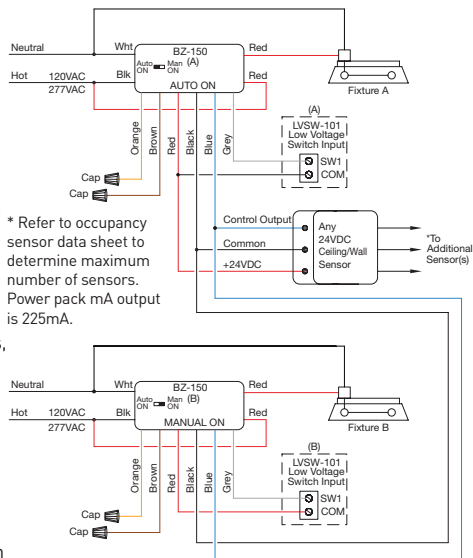 Neutral
Wht
BZ-150
Red
Auto ON
Man ON
(A)
Hot
120VAC
277VAC
Blk
AUTO ON
Red
Fixture A
Orange
Brown
Red
Black
Blue
Grey
(A)
LVSW-101
Low Voltage
Switch Input
SW1
COM
Cap
Cap
* Refer to occupancy
sensor data sheet to
determine maximum
number of sensors.
Power pack mA output
is 225mA.
Control Output
Common
+24VDC
Any
24VDC
Ceiling/Wall
Sensor
*To
Additional
Sensor(s)
s,
Neutral
Wht
BZ-150
Red
Auto ON
Man ON
(B)
Hot
120VAC
277VAC
Blk
MANUAL ON
Red
Fixture B
Orange
Brown
Red
Black
Blue
Grey
(B)
LVSW-101
Low Voltage
Switch Input
SW1
COM
Cap
Cap